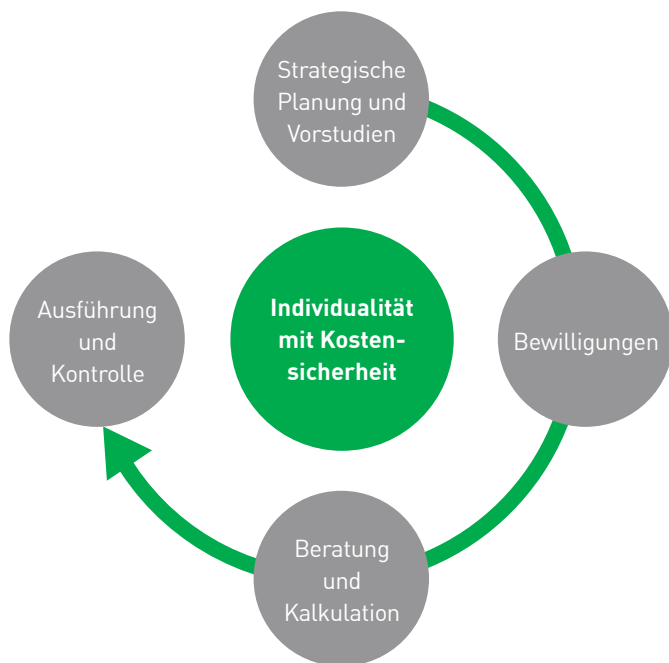 Strategische
Planung und
Vorstudien
Bewilligungen
Beratung
und
Kalkulation
Ausführung
und
Kontrolle
Individualität
mit Kosten-
sicherheit